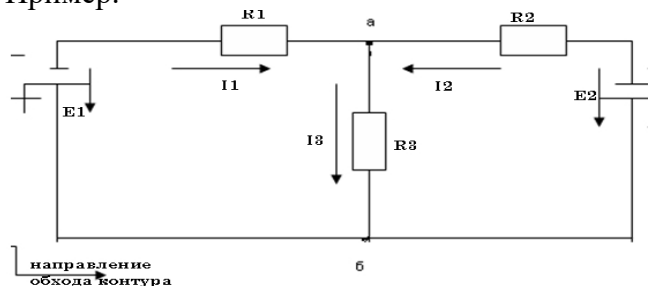 Пример:
R1
а
R2
I1
I2
E1
E2
I3
R3
направление
обхода контура
б